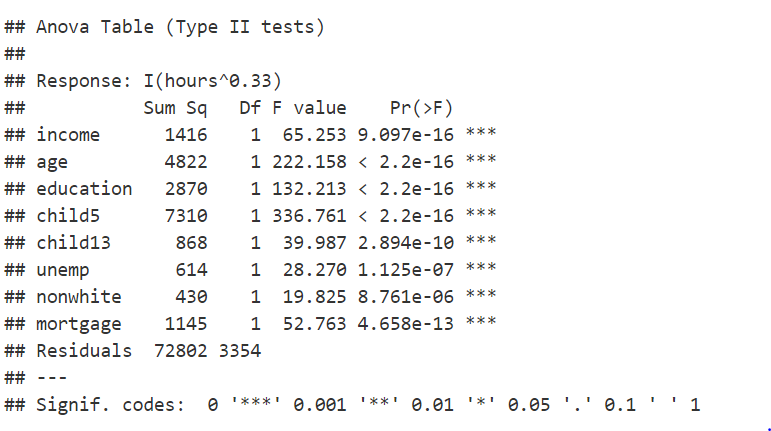 ## Anova Table (Type II tests)
##
## Response: I(hours^0.33)
##           Sum Sq   Df F value    Pr(>F)
## income      1416    1  65.253 9.097e-16 ***
## age         4822    1 222.158 < 2.2e-16 ***
## education   2870    1 132.213 < 2.2e-16 ***
## child5      7310    1 336.761 < 2.2e-16 ***
## child13      868    1  39.987 2.894e-10 ***
## unemp        614    1  28.270 1.125e-07 ***
## nonwhite     430    1  19.825 8.761e-06 ***
## mortgage    1145    1  52.763 4.658e-13 ***
## Residuals  72802 3354
## ---
## Signif. codes:  0 '***' 0.001 '**' 0.01 '*' 0.05 '.' 0.1 ' ' 1